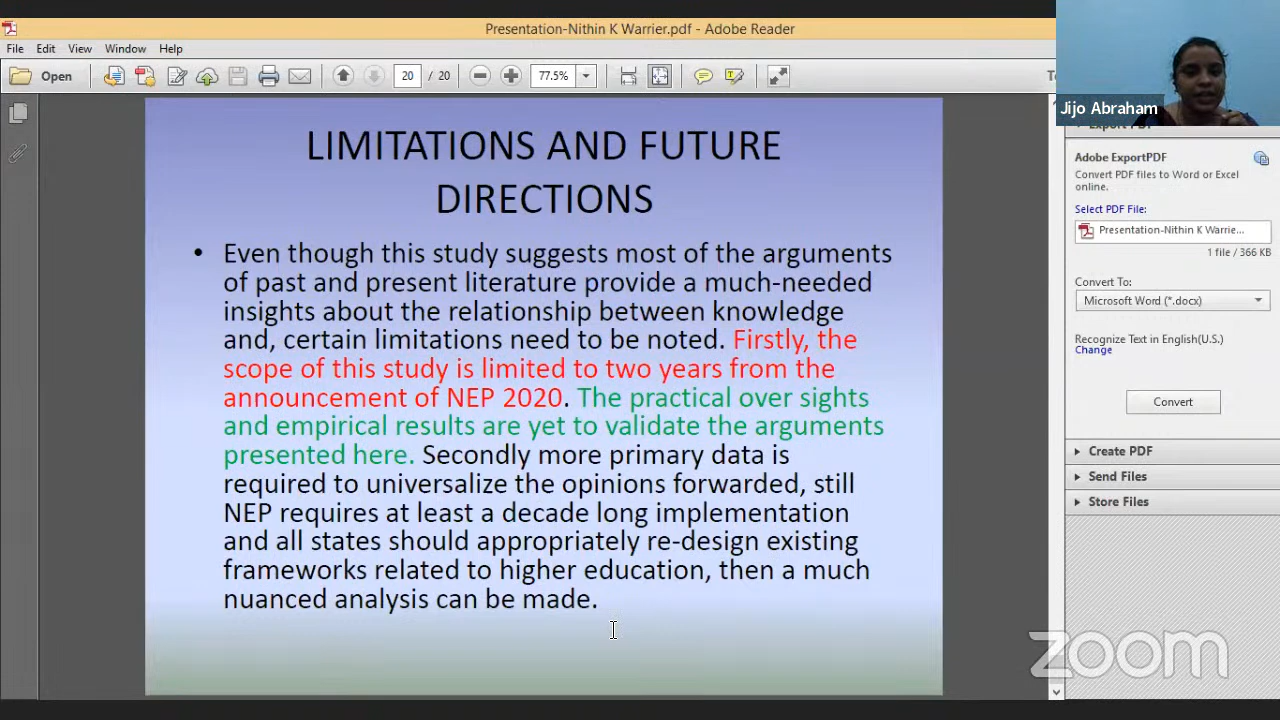 Presentation-Nithin K Warrier.pdf - Adobe Reader
File Edit View Window Help
Open 20 / 20 77.5%
Jijo Abraham
LIMITATIONS AND FUTURE
DIRECTIONS
• Even though this study suggests most of the arguments
of past and present literature provide a much-needed
insights about the relationship between knowledge
and, certain limitations need to be noted. Firstly, the
scope of this study is limited to two years from the
announcement of NEP 2020. The practical over sights
and empirical results are yet to validate the arguments
presented here. Secondly more primary data is
required to universalize the opinions forwarded, still
NEP requires at least a decade long implementation
and all states should appropriately re-design existing
frameworks related to higher education, then a much
nuanced analysis can be made.
Export PDF
Adobe ExportPDF
Convert PDF files to Word or Excel
online.
Select PDF File:
Presentation-Nithin K Warrie...
1 file / 366 KB
Convert To:
Microsoft Word (*.docx)
Recognize Text in English(U.S.)
Change
Convert
Create PDF
Send Files
Store Files
zoom